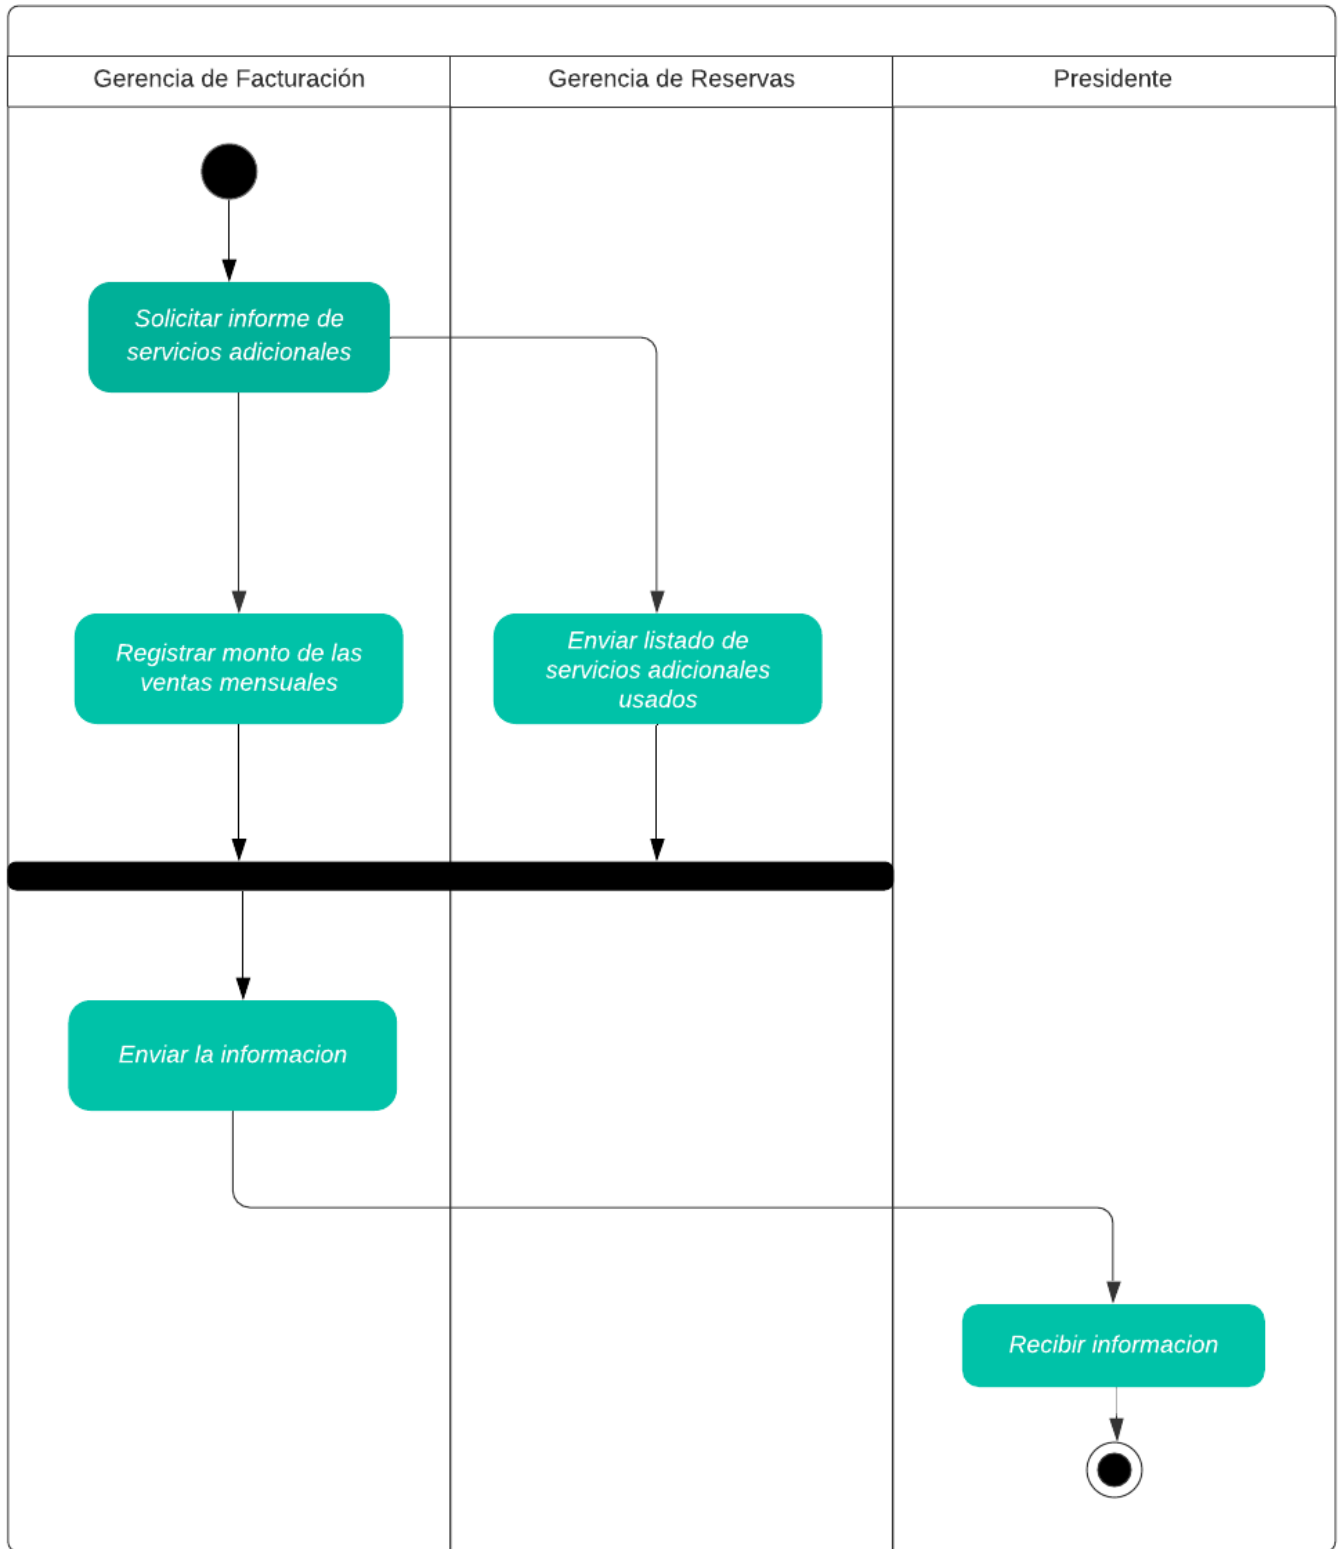 Gerencia de Facturación
Gerencia de Reservas
Presidente
Solicitar informe de
servicios adicionales
Registrar monto de las
ventas mensuales
Enviar listado de
servicios adicionales
usados
Enviar la informacion
Recibir informacion